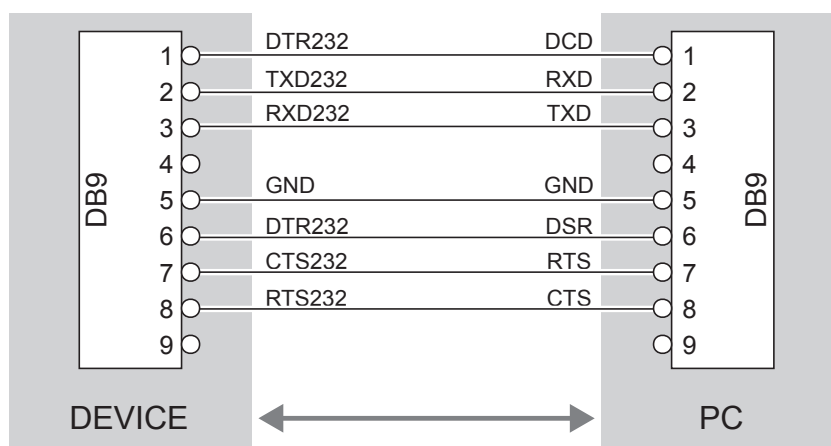 1 DTR232 DCD 1
2 TXD232 RXD 2
3 RXD232 TXD 3
4 4
DB9 5 GND GND 5 DB9
6 DTR232 DSR 6
7 CTS232 RTS 7
8 RTS232 CTS 8
9 9
DEVICE PC